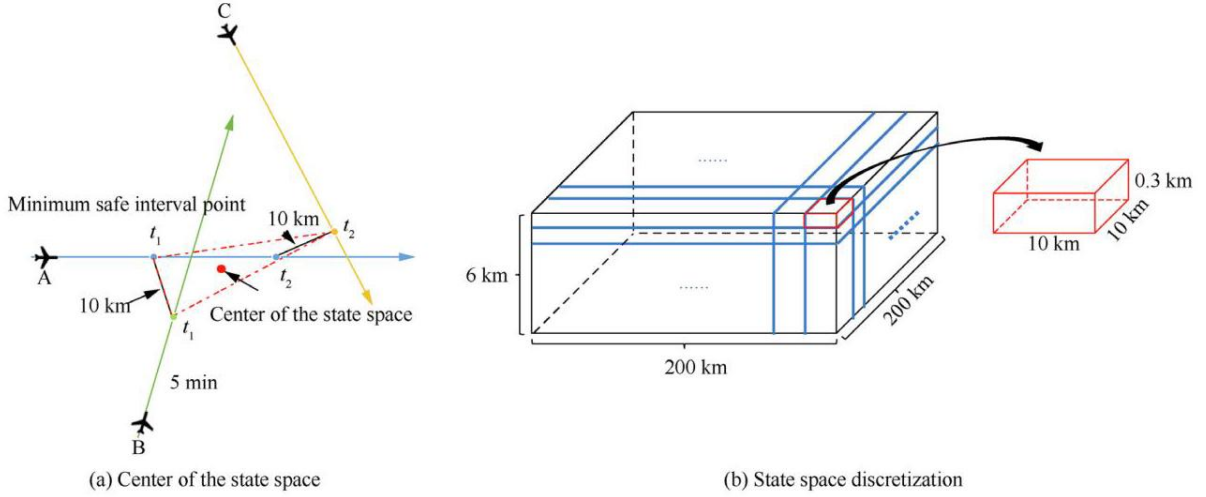 C
Minimum safe interval point
10 km
t₂
t₁
A
t₂
10 km
Center of the state space
t₁
5 min
B
(a) Center of the state space
......
0.3 km
10 km
10 km
6 km
......
200 km
200 km
(b) State space discretization